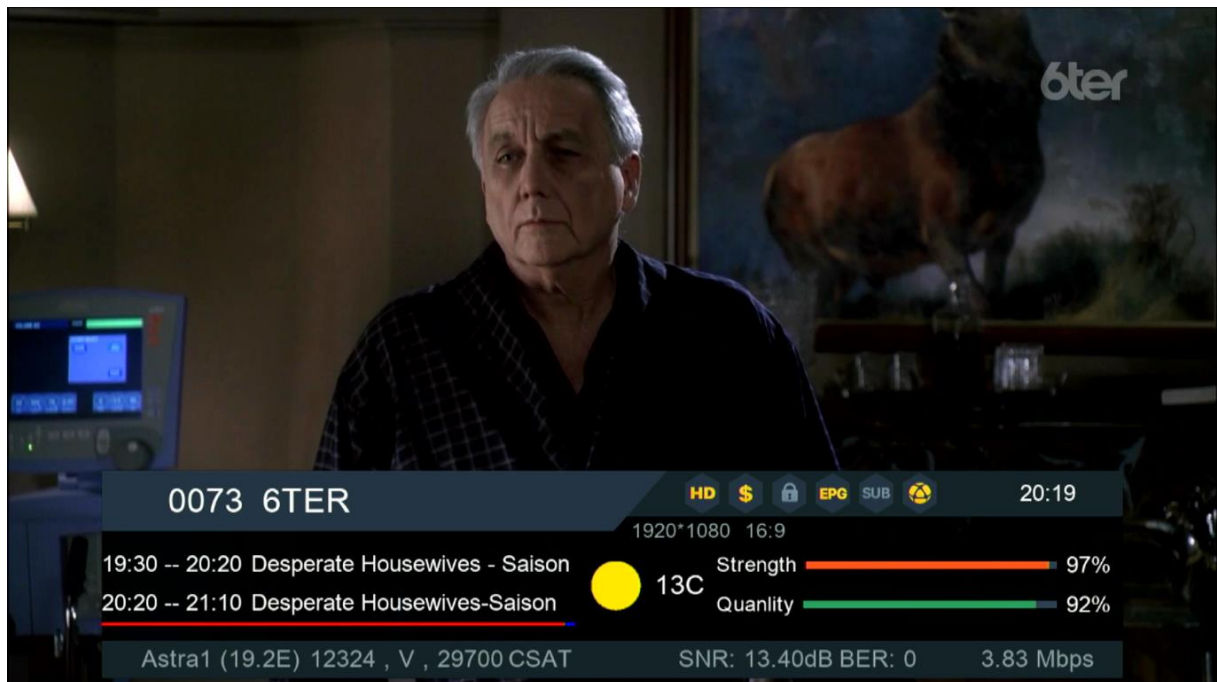 6ter
0073 6TER
HD $ EPG SUB
20:19
1920*1080 16:9
19:30 -- 20:20 Desperate Housewives - Saison
20:20 -- 21:10 Desperate Housewives-Saison
13C
Strength 97%
Quanlity 92%
Astra1 (19.2E) 12324 , V , 29700 CSAT
SNR: 13.40dB BER: 0
3.83 Mbps